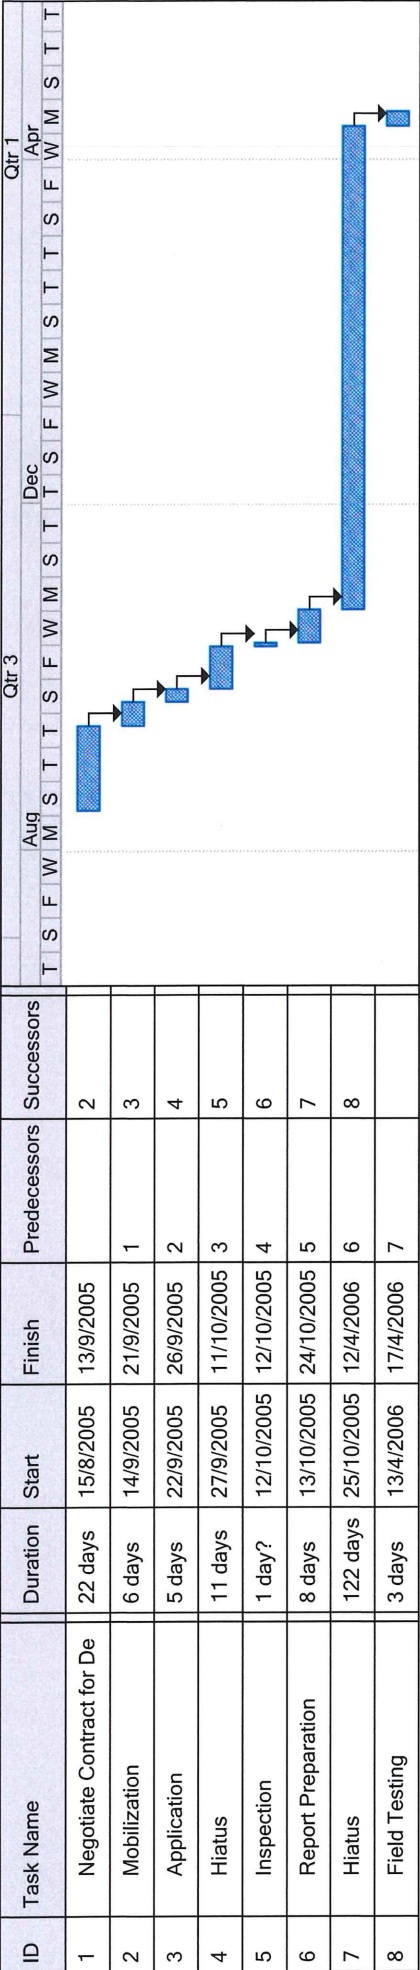 Qtr 3 Qtr 1
Aug Dec Apr
ID Task Name Duration Start Finish Predecessors Successors T S F W M S T T S F W M S T T S F W M S T T S F W M S T T
1 Negotiate Contract for De 22 days 15/8/2005 13/9/2005 2
2 Mobilization 6 days 14/9/2005 21/9/2005 1 3
3 Application 5 days 22/9/2005 26/9/2005 2 4
4 Hiatus 11 days 27/9/2005 11/10/2005 3 5
5 Inspection 1 day? 12/10/2005 12/10/2005 4 6
6 Report Preparation 8 days 13/10/2005 24/10/2005 5 7
7 Hiatus 122 days 25/10/2005 12/4/2006 6 8
8 Field Testing 3 days 13/4/2006 17/4/2006 7